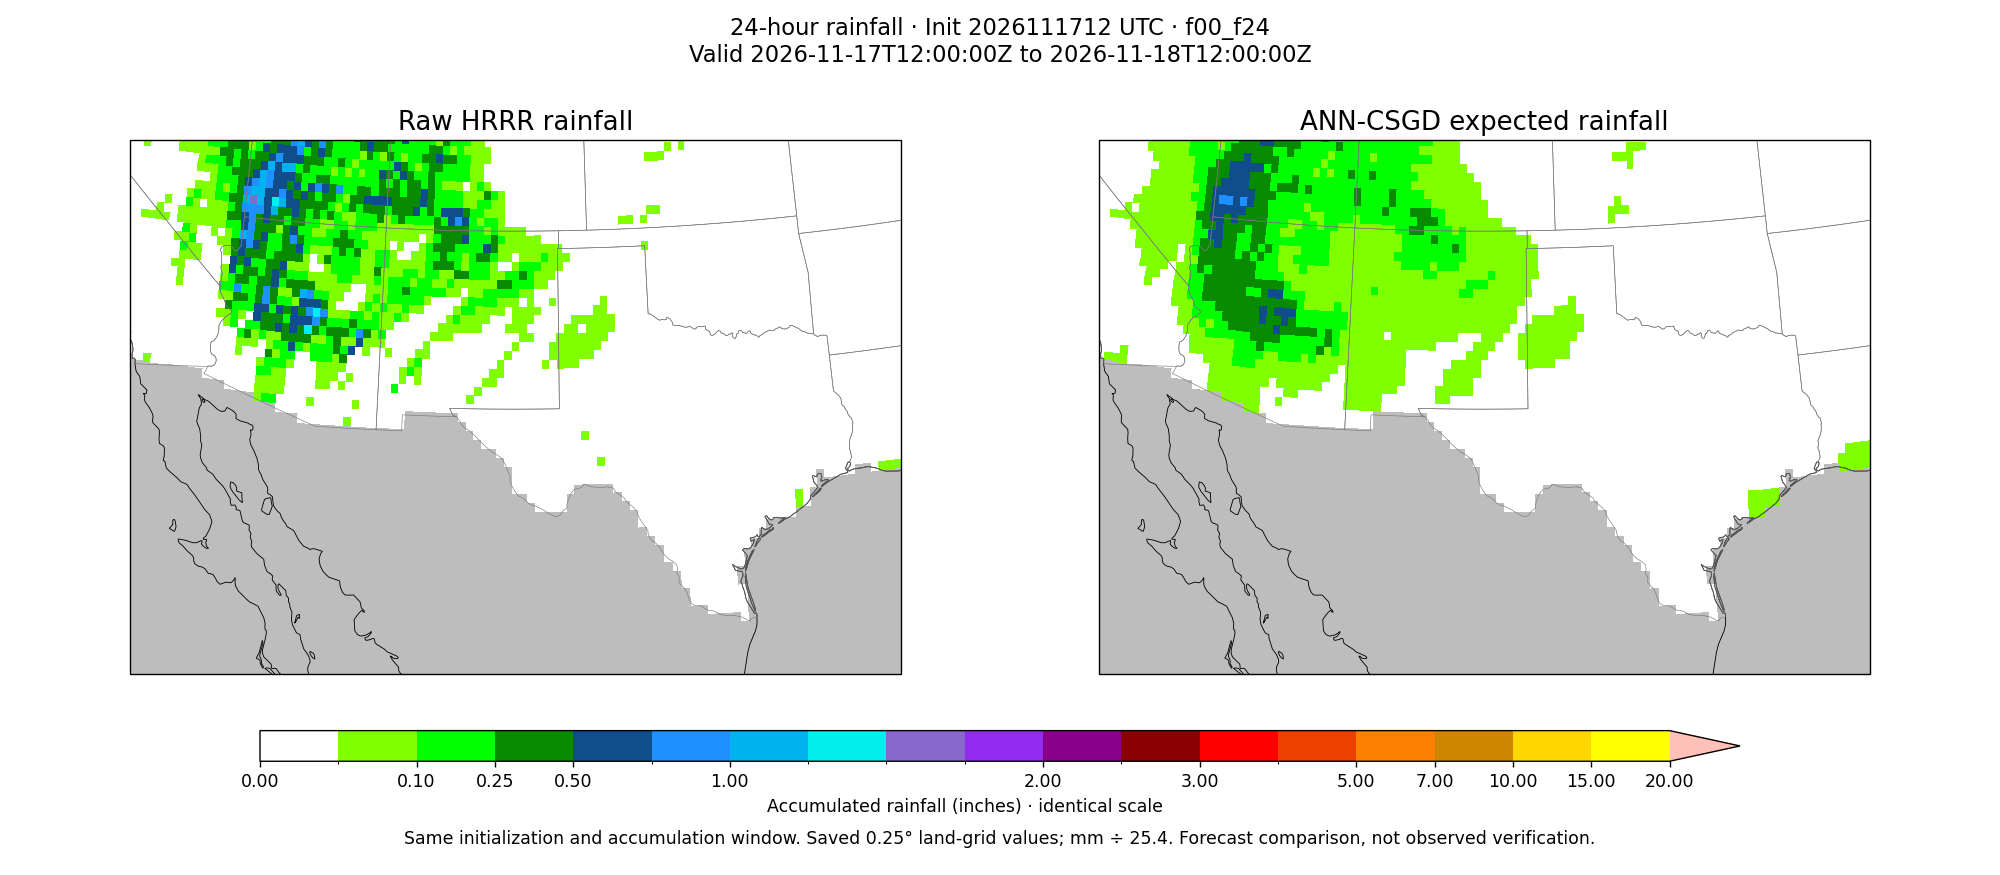 24-hour rainfall · Init 2026111712 UTC · f00_f24
Valid 2026-11-17T12:00:00Z to 2026-11-18T12:00:00Z
Raw HRRR rainfall
ANN-CSGD expected rainfall
0.00 0.10 0.25 0.50 1.00 2.00 3.00 5.00 7.00 10.00 15.00 20.00
Accumulated rainfall (inches) · identical scale
Same initialization and accumulation window. Saved 0.25° land-grid values; mm ÷ 25.4. Forecast comparison, not observed verification.